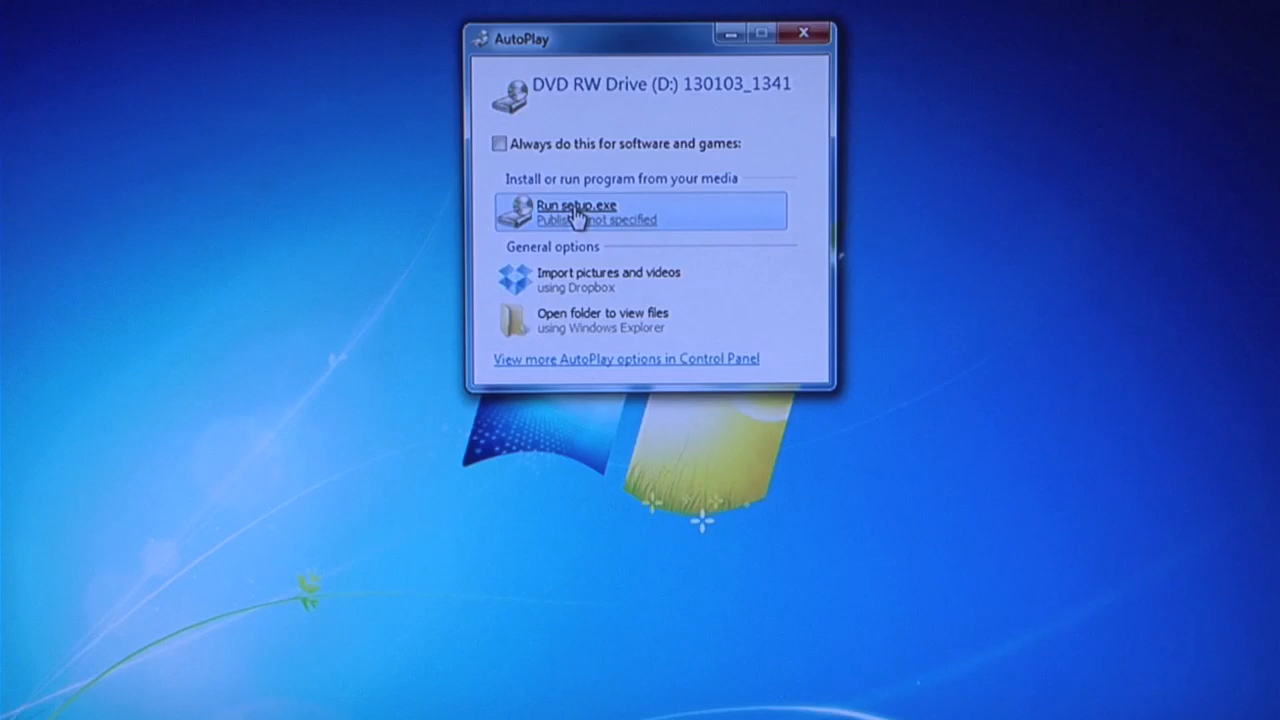 AutoPlay
DVD RW Drive (D:) 130103_1341
Always do this for software and games:
Install or run program from your media
Run setup.exe
not specified
General options
Import pictures and videos
using Dropbox
Open folder to view files
using Windows Explorer
View more AutoPlay options in Control Panel